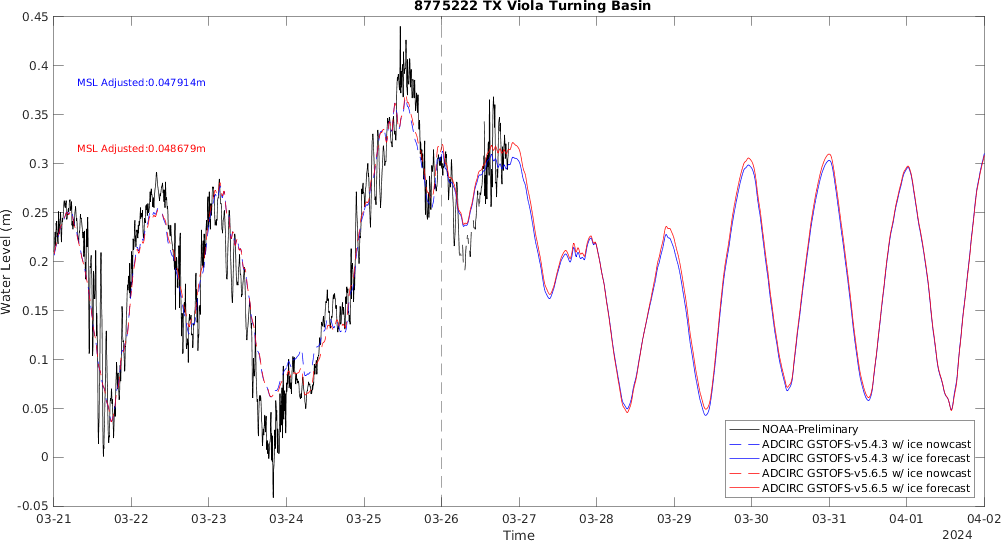 8775222 TX Viola Turning Basin
0.45
0.4
0.35
0.3
0.25
0.2
0.15
0.1
0.05
0
-0.05
Water Level (m)
MSL Adjusted:0.047914m
MSL Adjusted:0.048679m
NOAA-Preliminary
ADCIRC GSTOFS-v5.4.3 w/ ice nowcast
ADCIRC GSTOFS-v5.4.3 w/ ice forecast
ADCIRC GSTOFS-v5.6.5 w/ ice nowcast
ADCIRC GSTOFS-v5.6.5 w/ ice forecast
03-21 03-22 03-23 03-24 03-25 03-26 03-27 03-28 03-29 03-30 03-31 04-01 04-02
Time
2024